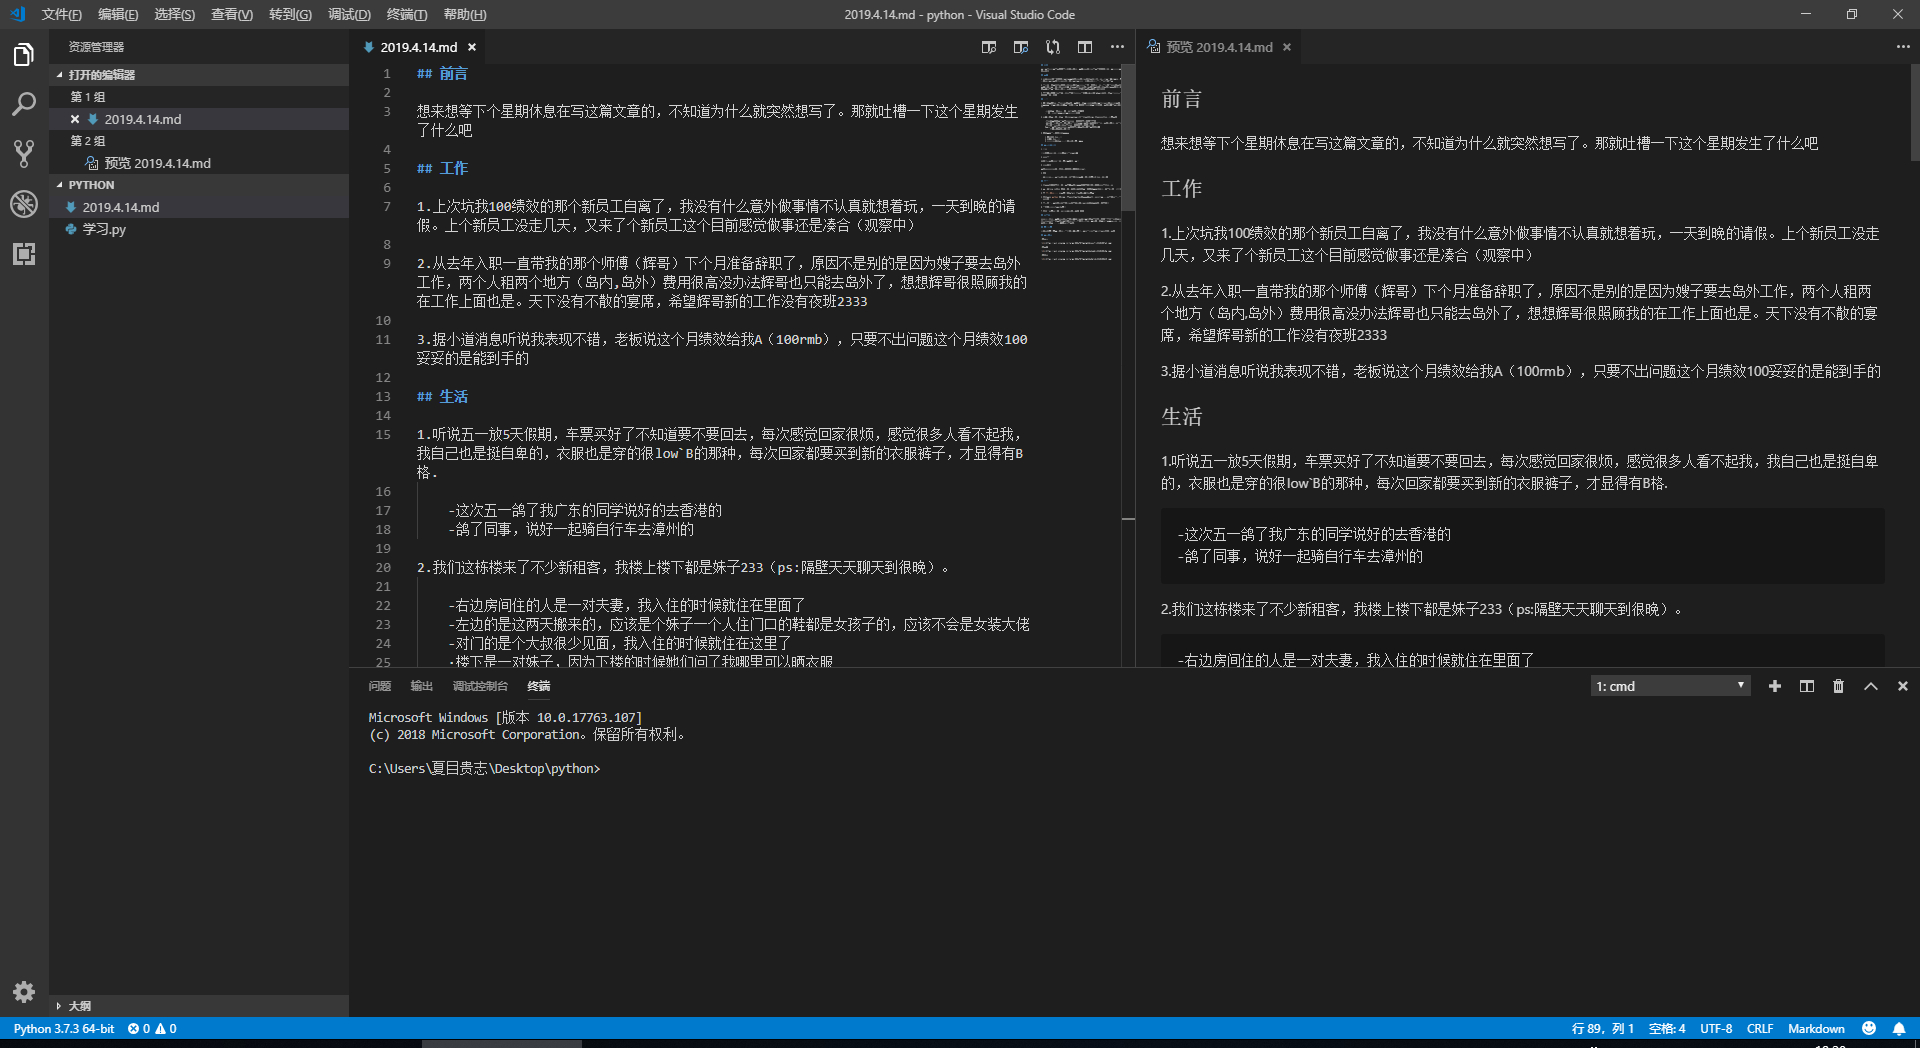 文件(F) 编辑(E) 选择(S) 查看(V) 转到(G) 调试(D) 终端(T) 帮助(H)
2019.4.14.md - python - Visual Studio Code
资源管理器
打开的编辑器
第 1 组
2019.4.14.md
第 2 组
预览 2019.4.14.md
PYTHON
2019.4.14.md
学习.py
大纲
2019.4.14.md
1 ## 前言
2
3 想来想等下个星期休息在写这篇文章的，不知道为什么就突然想写了。那就吐槽一下这个星期发生
了什么吧
4
5 ## 工作
6
7 1.上次坑我100绩效的那个新员工自离了，我没有什么意外做事情不认真就想着玩，一天到晚的请
假。上个新员工没走几天，又来了个新员工这个目前感觉做事还是凑合（观察中）
8
9 2.从去年入职一直带我的那个师傅（辉哥）下个月准备辞职了，原因不是别的是因为嫂子要去岛外
工作，两个人租两个地方（岛内,岛外）费用很高没办法辉哥也只能去岛外了，想想辉哥很照顾我的
在工作上面也是。天下没有不散的宴席，希望辉哥新的工作没有夜班2333
10
11 3.据小道消息听说我表现不错，老板说这个月绩效给我A（100rmb），只要不出问题这个月绩效100
妥妥的是能到手的
12
13 ## 生活
14
15 1.听说五一放5天假期，车票买好了不知道要不要回去，每次感觉回家很烦，感觉很多人看不起我，
我自己也是挺自卑的，衣服也是穿的很low`B的那种，每次回家都要买到新的衣服裤子，才显得有B
格.
16
17 -这次五一鸽了我广东的同学说好的去香港的
18 -鸽了同事，说好一起骑自行车去漳州的
19
20 2.我们这栋楼来了不少新租客，我楼上楼下都是妹子233（ps:隔壁天天聊天到很晚）。
21
22 -右边房间住的人是一对夫妻，我入住的时候就住在里面了
23 -左边的是这两天搬来的，应该是个妹子一个人住门口的鞋都是女孩子的，应该不会是女装大佬
24 -对门的是个大叔很少见面，我入住的时候就住在这里了
25 -楼下是一对妹子，因为下楼的时候她们问了我哪里可以晒衣服
预览 2019.4.14.md
前言
想来想等下个星期休息在写这篇文章的，不知道为什么就突然想写了。那就吐槽一下这个星期发生了什么吧
工作
1.上次坑我100绩效的那个新员工自离了，我没有什么意外做事情不认真就想着玩，一天到晚的请假。上个新员工没走
几天，又来了个新员工这个目前感觉做事还是凑合（观察中）
2.从去年入职一直带我的那个师傅（辉哥）下个月准备辞职了，原因不是别的是因为嫂子要去岛外工作，两个人租两
个地方（岛内,岛外）费用很高没办法辉哥也只能去岛外了，想想辉哥很照顾我的在工作上面也是。天下没有不散的宴
席，希望辉哥新的工作没有夜班2333
3.据小道消息听说我表现不错，老板说这个月绩效给我A（100rmb），只要不出问题这个月绩效100妥妥的是能到手的
生活
1.听说五一放5天假期，车票买好了不知道要不要回去，每次感觉回家很烦，感觉很多人看不起我，我自己也是挺自卑
的，衣服也是穿的很low`B的那种，每次回家都要买到新的衣服裤子，才显得有B格.
-这次五一鸽了我广东的同学说好的去香港的
-鸽了同事，说好一起骑自行车去漳州的
2.我们这栋楼来了不少新租客，我楼上楼下都是妹子233（ps:隔壁天天聊天到很晚）。
-右边房间住的人是一对夫妻，我入住的时候就住在里面了
问题 输出 调试控制台 终端
1: cmd
Microsoft Windows [版本 10.0.17763.107]
(c) 2018 Microsoft Corporation。保留所有权利。
C:\Users\夏目贵志\Desktop\python>
Python 3.7.3 64-bit 0 0
行 89，列 1 空格: 4 UTF-8 CRLF Markdown